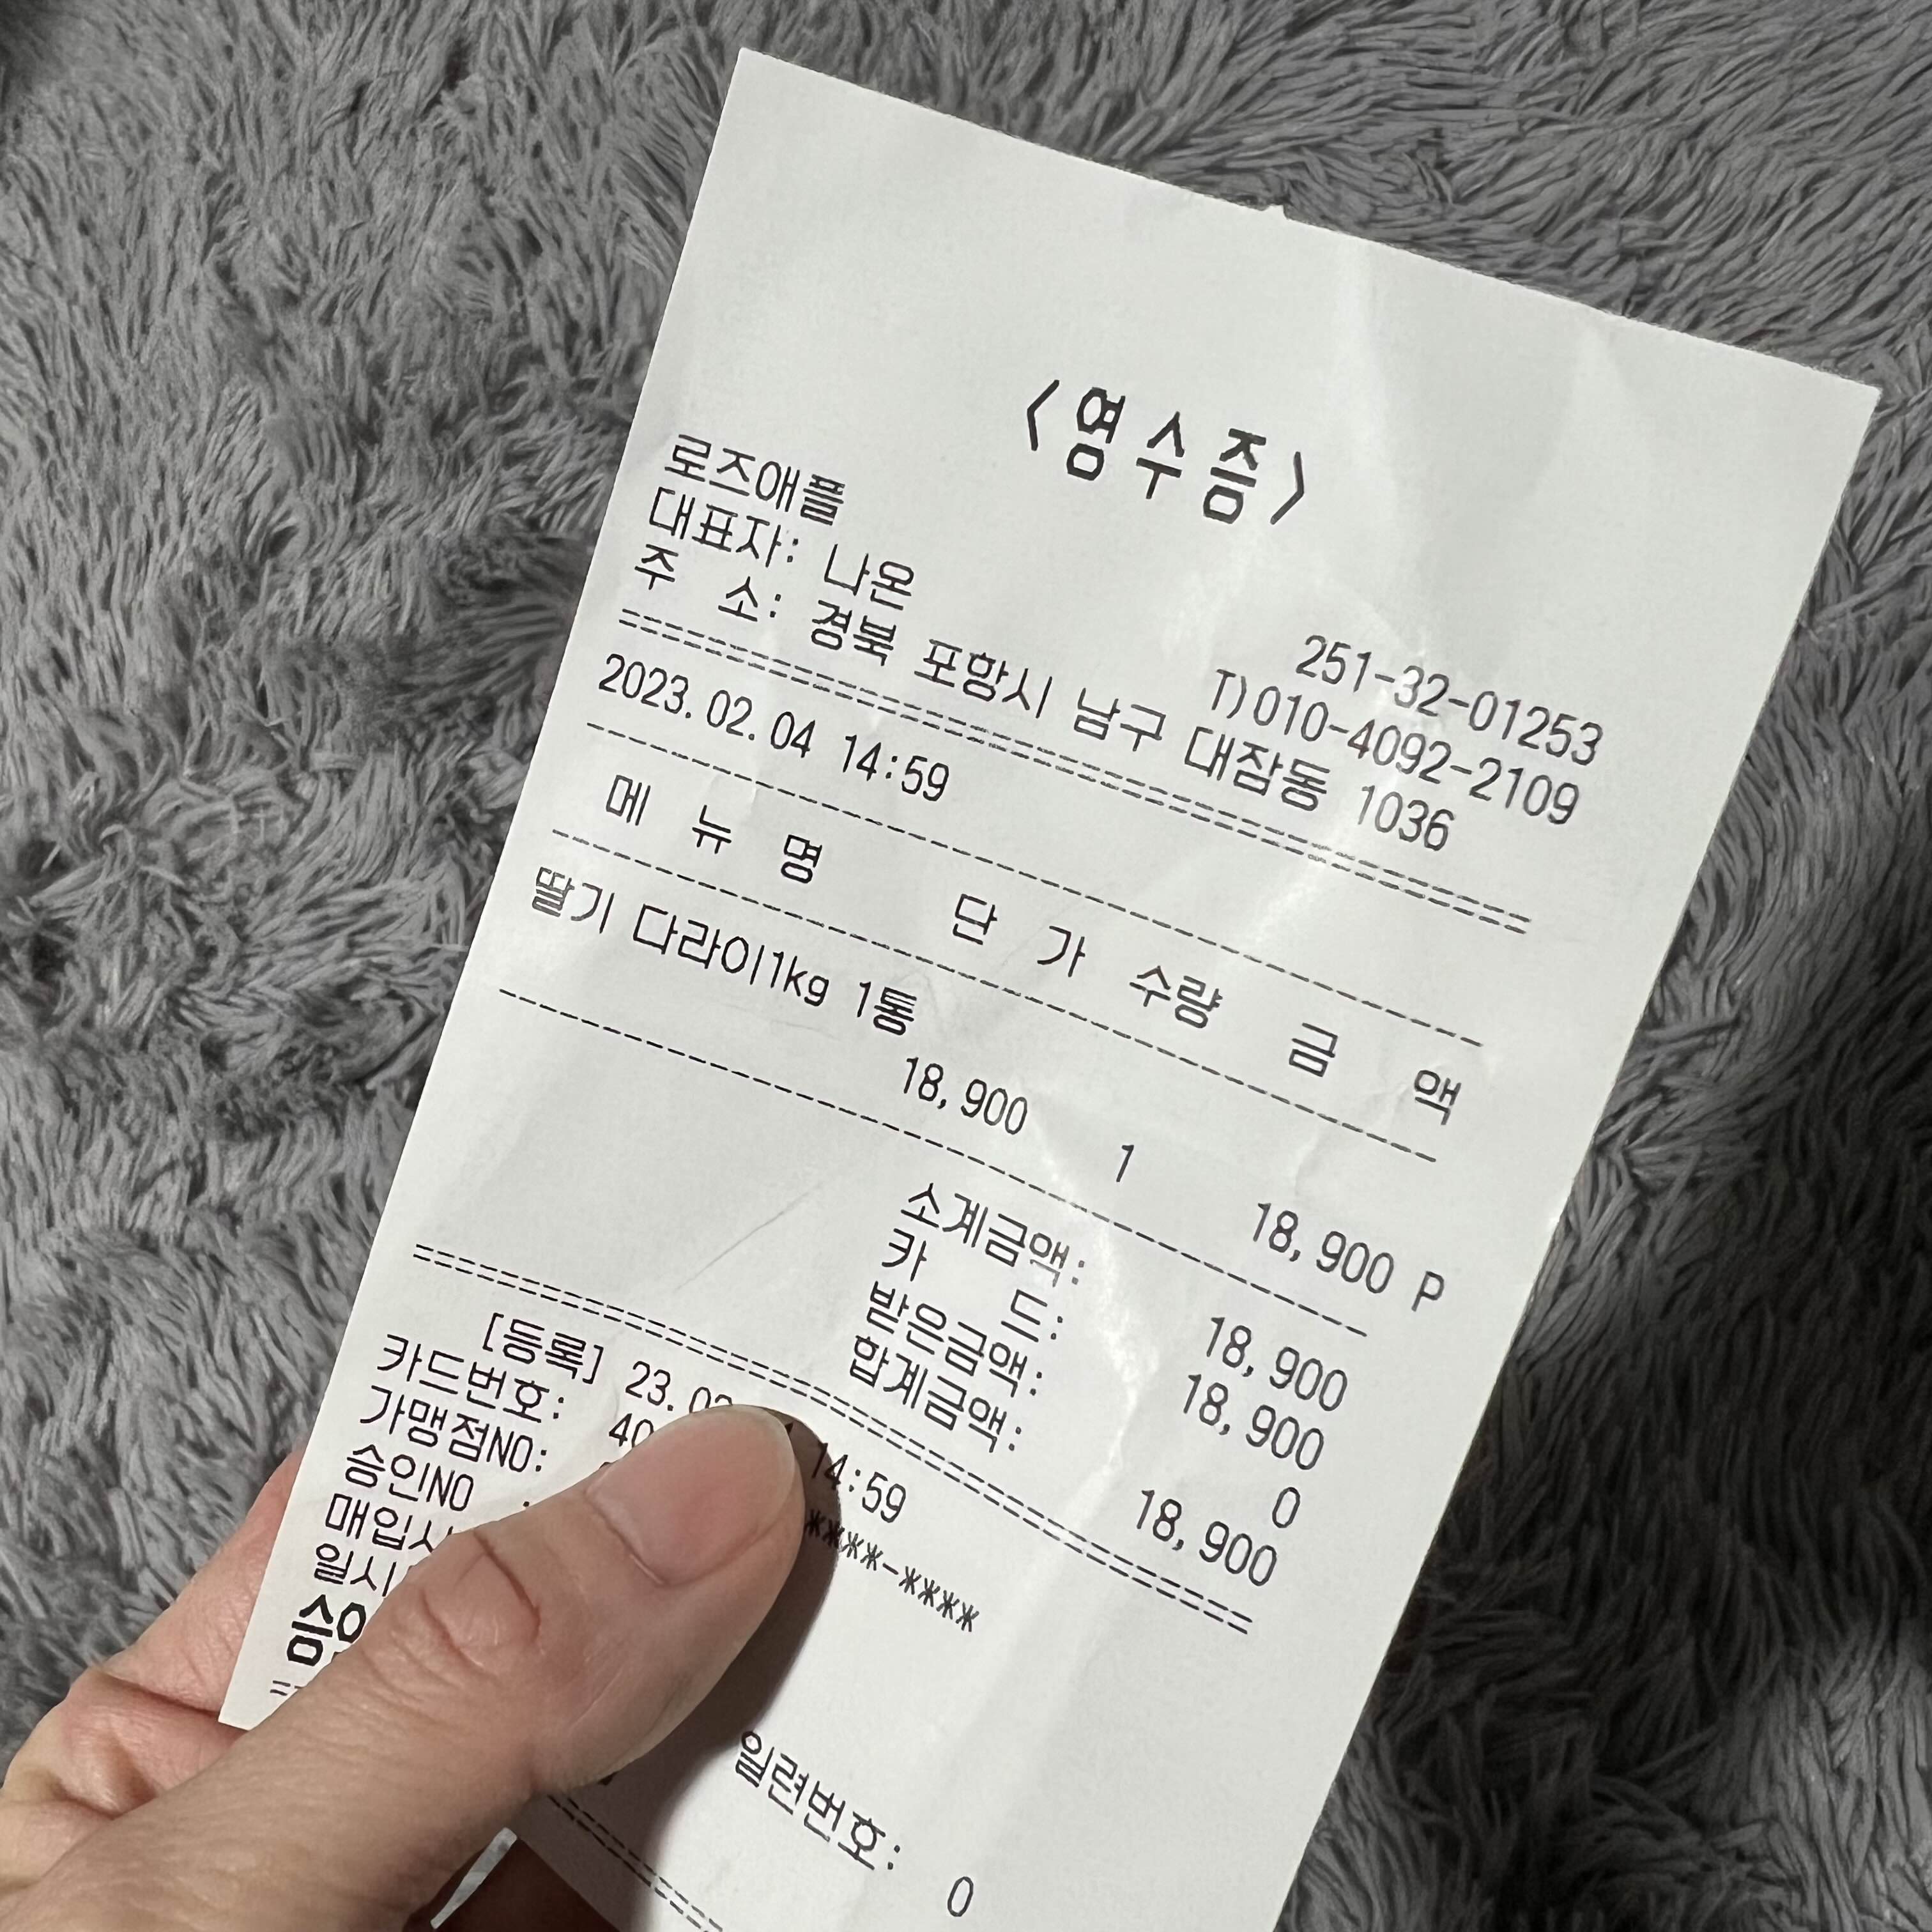 <영수증>
로즈애플 251-32-01253
대표자: 나온 T)010-4092-2109
주 소: 경북 포항시 남구 대잠동 1036
================================
2023.02.04 14:59
메 뉴 명 단 가 수량 금 액
딸기 다라이1kg 1통
18,900 1 18,900 P
소계금액: 18,900
카 드: 18,900
받은금액: 0
합계금액: 18,900
================================
[등록] 23.02 14:59
카드번호: 40 ****-****
가맹점NO:
승인NO :
일련번호: 0